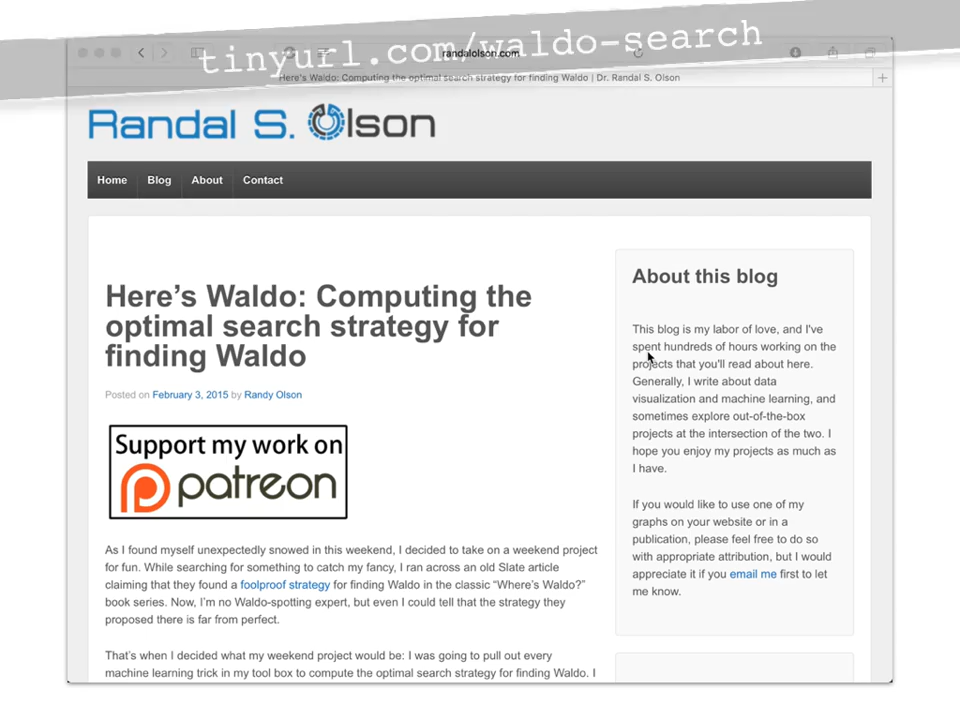 tinyurl.com/waldo-search
randalolson.com
Here's Waldo: Computing the optimal search strategy for finding Waldo | Dr. Randal S. Olson
Randal S. Olson
Home Blog About Contact
Here's Waldo: Computing the
optimal search strategy for
finding Waldo
Posted on February 3, 2015 by Randy Olson
Support my work on
patreon
As I found myself unexpectedly snowed in this weekend, I decided to take on a weekend project
for fun. While searching for something to catch my fancy, I ran across an old Slate article
claiming that they found a foolproof strategy for finding Waldo in the classic "Where's Waldo?"
book series. Now, I'm no Waldo-spotting expert, but even I could tell that the strategy they
proposed there is far from perfect.
That's when I decided what my weekend project would be: I was going to pull out every
machine learning trick in my tool box to compute the optimal search strategy for finding Waldo. I
About this blog
This blog is my labor of love, and I've
spent hundreds of hours working on the
projects that you'll read about here.
Generally, I write about data
visualization and machine learning, and
sometimes explore out-of-the-box
projects at the intersection of the two. I
hope you enjoy my projects as much as
I have.
If you would like to use one of my
graphs on your website or in a
publication, please feel free to do so
with appropriate attribution, but I would
appreciate it if you email me first to let
me know.